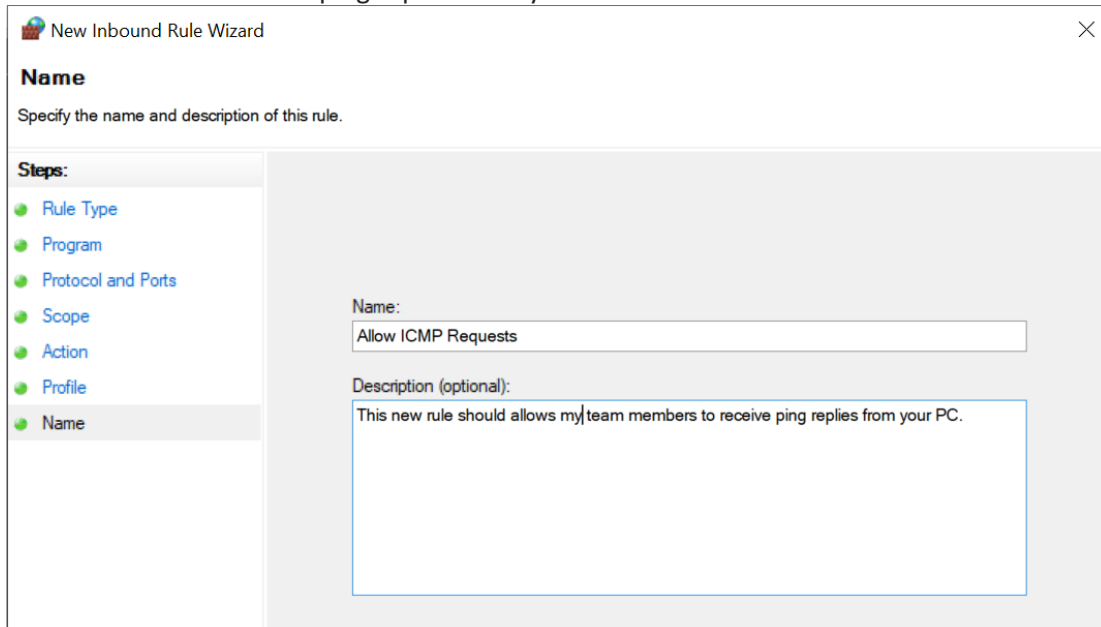 New Inbound Rule Wizard
Name
Specify the name and description of this rule.
Steps:
Rule Type
Program
Protocol and Ports
Scope
Action
Profile
Name
Name:
Allow ICMP Requests
Description (optional):
This new rule should allows my team members to receive ping replies from your PC.